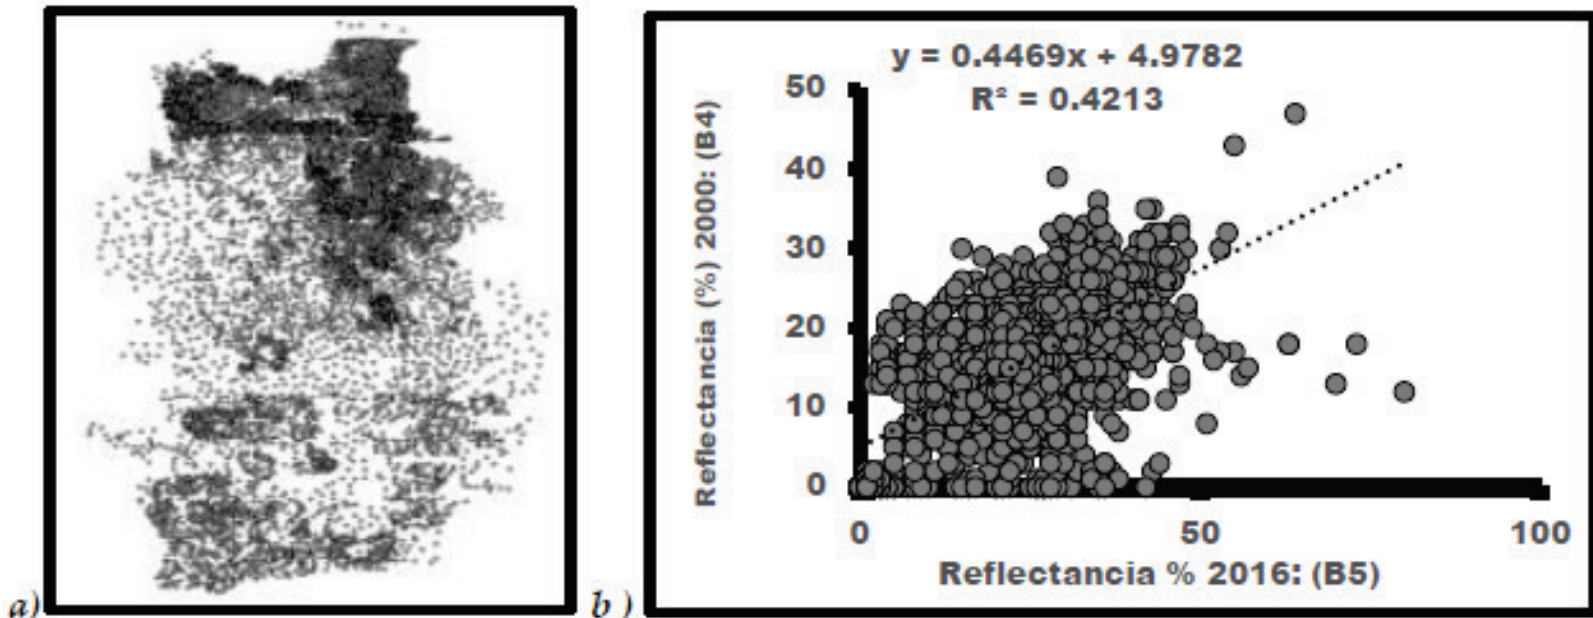 a)
b )
y = 0.4469x + 4.9782
R² = 0.4213
Reflectancia (%) 2000: (B4)
50
40
30
20
10
0
0 50 100
Reflectancia % 2016: (B5)